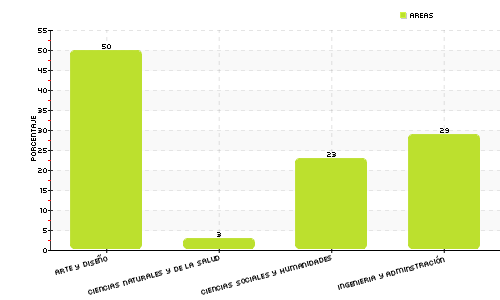 AREAS
PORCENTAJE
55
50
45
40
35
30
25
20
15
10
5
0
50
3
23
29
ARTE Y DISEÑO
CIENCIAS NATURALES Y DE LA SALUD
CIENCIAS SOCIALES Y HUMANIDADES
INGENIERIA Y ADMINSTRACIÓN